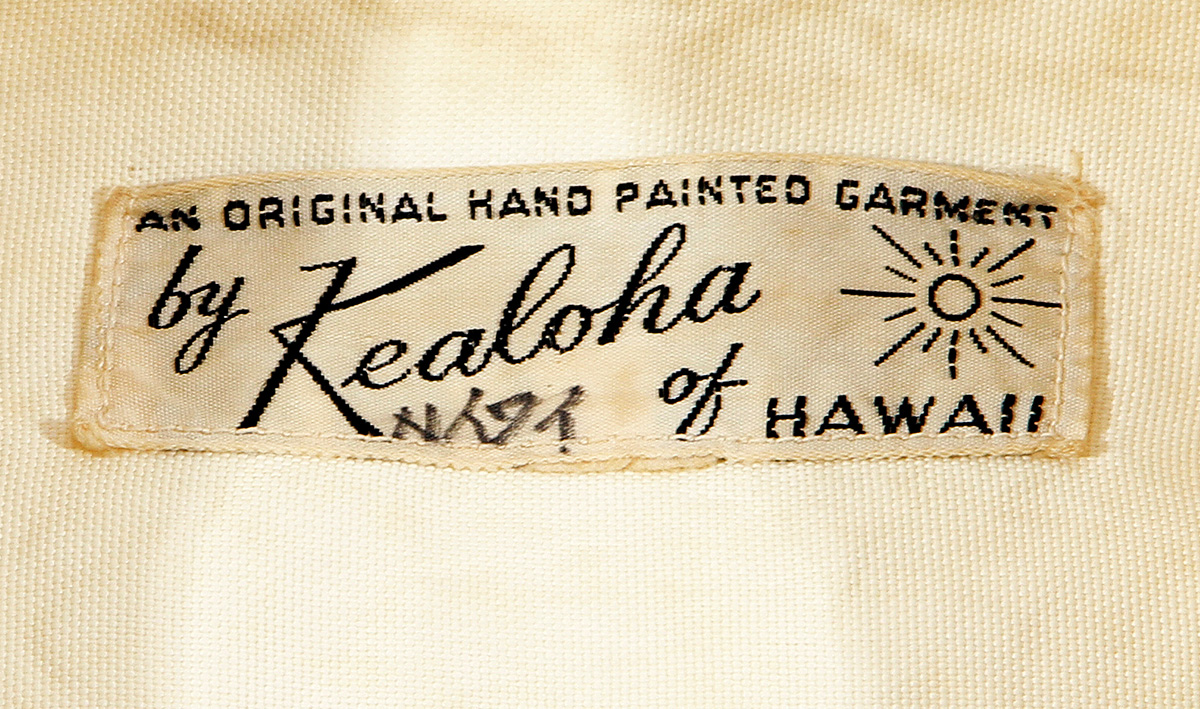 AN ORIGINAL HAND PAINTED GARMENT
by Kealoha
of HAWAII